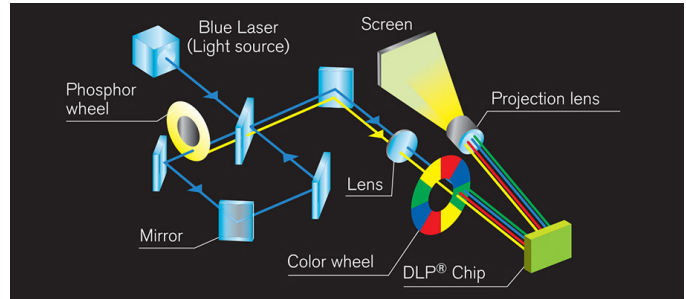 Blue Laser
(Light source)
Screen
Phosphor
wheel
Projection lens
Lens
Mirror
Color wheel
DLP® Chip